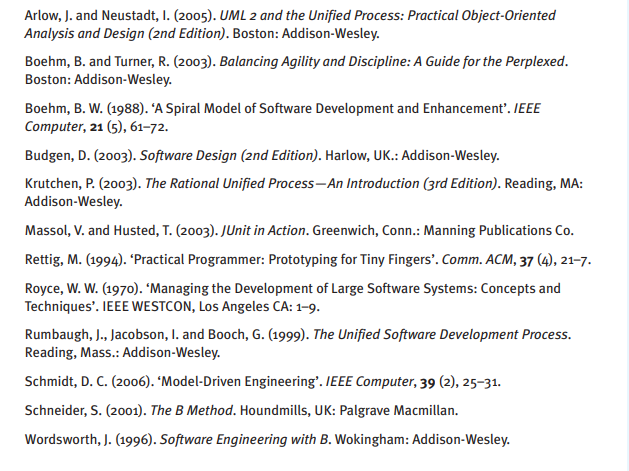 Arlow, J. and Neustadt, I. (2005). UML 2 and the Unified Process: Practical Object-Oriented
Analysis and Design (2nd Edition). Boston: Addison-Wesley.
Boehm, B. and Turner, R. (2003). Balancing Agility and Discipline: A Guide for the Perplexed.
Boston: Addison-Wesley.
Boehm, B. W. (1988). ‘A Spiral Model of Software Development and Enhancement’. IEEE
Computer, 21 (5), 61–72.
Budgen, D. (2003). Software Design (2nd Edition). Harlow, UK.: Addison-Wesley.
Krutchen, P. (2003). The Rational Unified Process—An Introduction (3rd Edition). Reading, MA:
Addison-Wesley.
Massol, V. and Husted, T. (2003). JUnit in Action. Greenwich, Conn.: Manning Publications Co.
Rettig, M. (1994). ‘Practical Programmer: Prototyping for Tiny Fingers’. Comm. ACM, 37 (4), 21–7.
Royce, W. W. (1970). ‘Managing the Development of Large Software Systems: Concepts and
Techniques’. IEEE WESTCON, Los Angeles CA: 1–9.
Rumbaugh, J., Jacobson, I. and Booch, G. (1999). The Unified Software Development Process.
Reading, Mass.: Addison-Wesley.
Schmidt, D. C. (2006). ‘Model-Driven Engineering’. IEEE Computer, 39 (2), 25–31.
Schneider, S. (2001). The B Method. Houndmills, UK: Palgrave Macmillan.
Wordsworth, J. (1996). Software Engineering with B. Wokingham: Addison-Wesley.